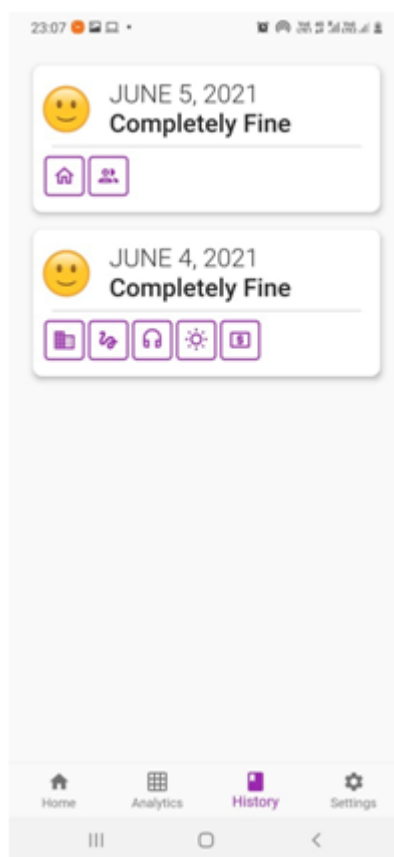 23:07
JUNE 5, 2021
Completely Fine
JUNE 4, 2021
Completely Fine
Home
Analytics
History
Settings